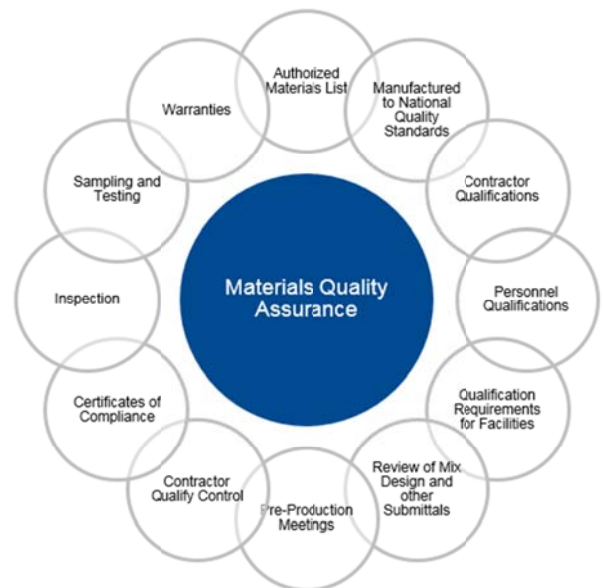 Materials Quality
Assurance
Authorized
Materials List
Manufactured
to National
Quality
Standards
Contractor
Qualifications
Personnel
Qualifications
Qualification
Requirements
for Facilities
Review of Mix
Design and
other
Submittals
Pre-Production
Meetings
Contractor
Qualify Control
Certificates of
Compliance
Inspection
Sampling and
Testing
Warranties